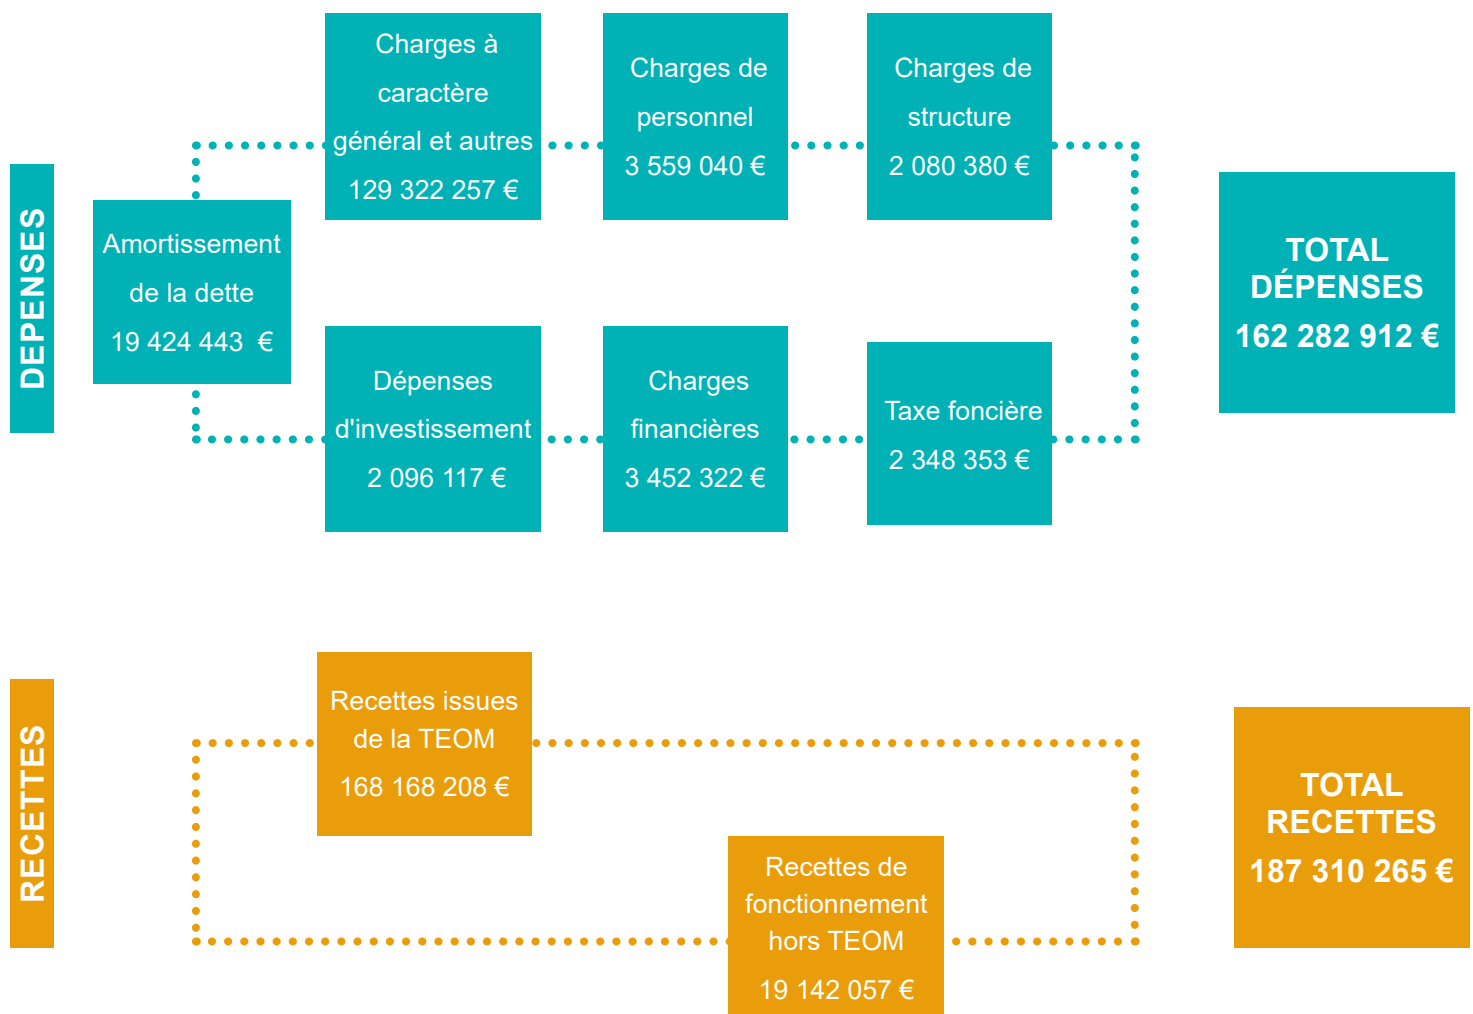 DEPENSES
Amortissement
de la dette
19 424 443  €
Charges à
caractère
général et autres
129 322 257 €
Charges de
personnel
3 559 040 €
Charges de
structure
2 080 380 €
Dépenses
d'investissement
2 096 117 €
Charges
financières
3 452 322 €
Taxe foncière
2 348 353 €
TOTAL
DÉPENSES
162 282 912 €
RECETTES
Recettes issues
de la TEOM
168 168 208 €
Recettes de
fonctionnement
hors TEOM
19 142 057 €
TOTAL
RECETTES
187 310 265 €